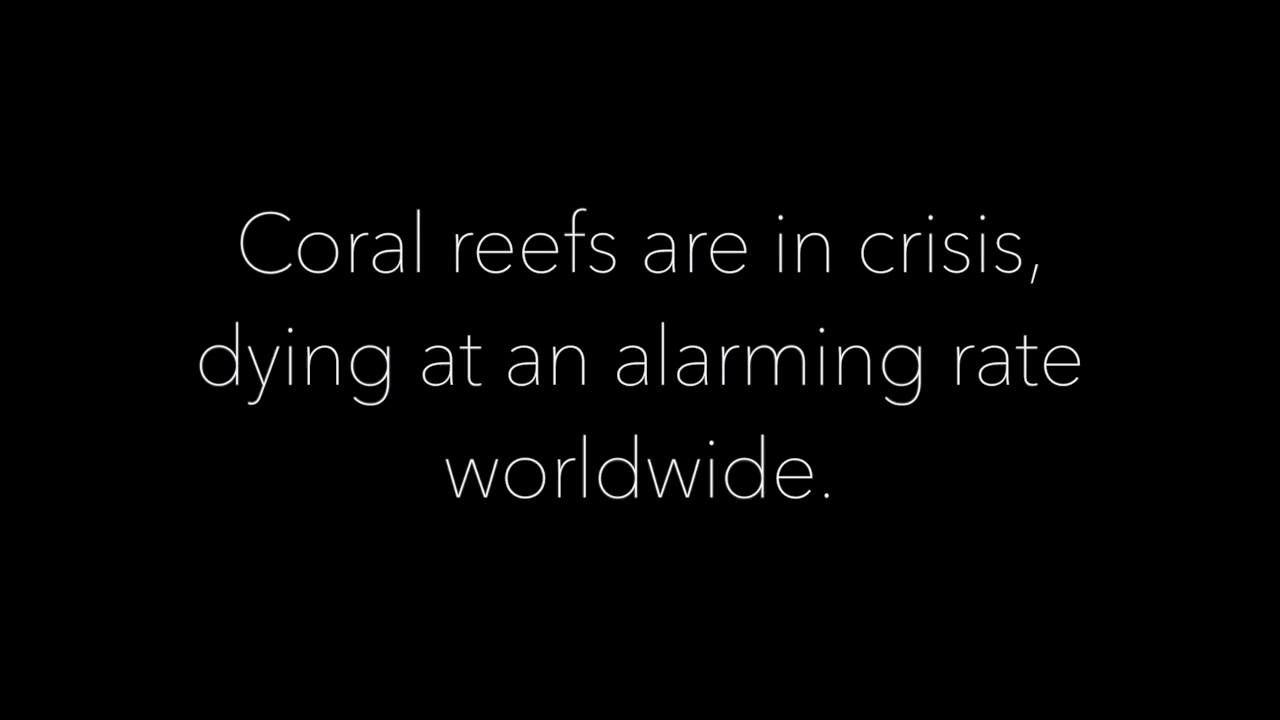 Coral reefs are in crisis,
dying at an alarming rate
worldwide.